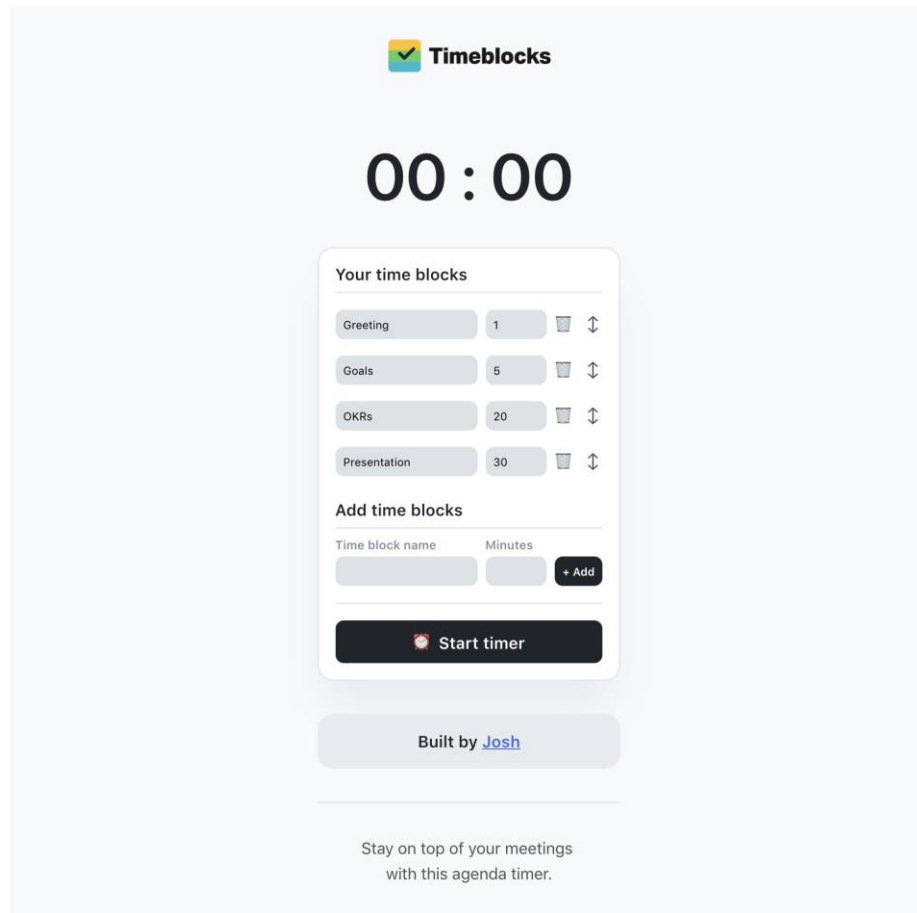 Timeblocks
00 : 00
Your time blocks
Greeting 1
Goals 5
OKRs 20
Presentation 30
Add time blocks
Time block name Minutes
+ Add
Start timer
Built by Josh
Stay on top of your meetings
with this agenda timer.